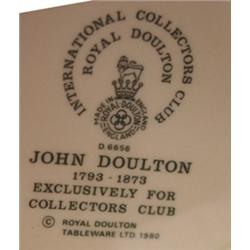 INTERNATIONAL COLLECTORS CLUB
ROYAL DOULTON
MADE IN ENGLAND
ROYAL DOULTON
ENGLAND
D 6656
JOHN DOULTON
1793 - 1873
EXCLUSIVELY FOR
COLLECTORS CLUB
© ROYAL DOULTON
TABLEWARE LTD 1980